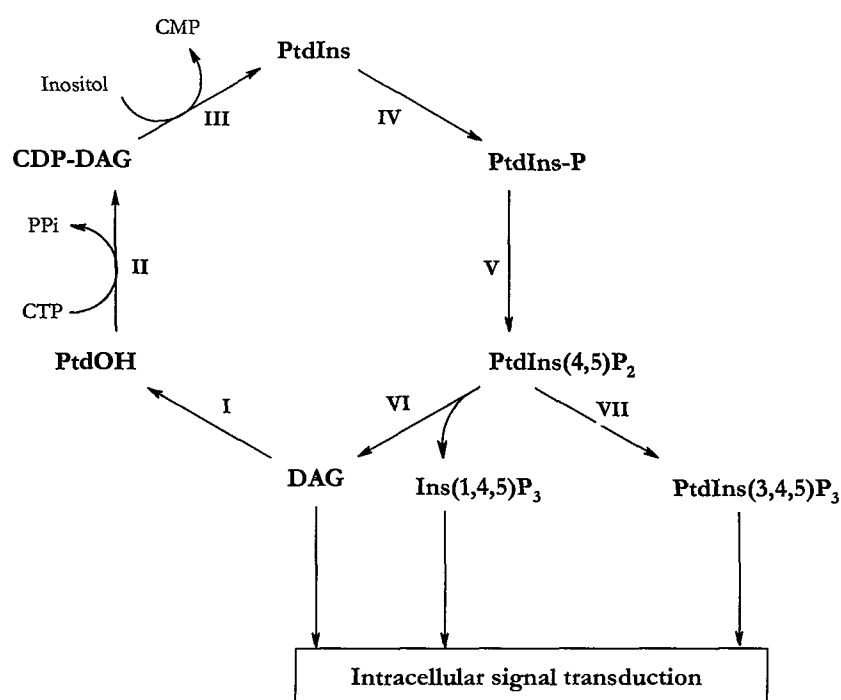 CMP
PtdIns
Inositol
III
IV
CDP-DAG
PtdIns-P
PPi
II
V
CTP
PtdOH
PtdIns(4,5)P₂
I
VI
VII
DAG
Ins(1,4,5)P₃
PtdIns(3,4,5)P₃
Intracellular signal transduction